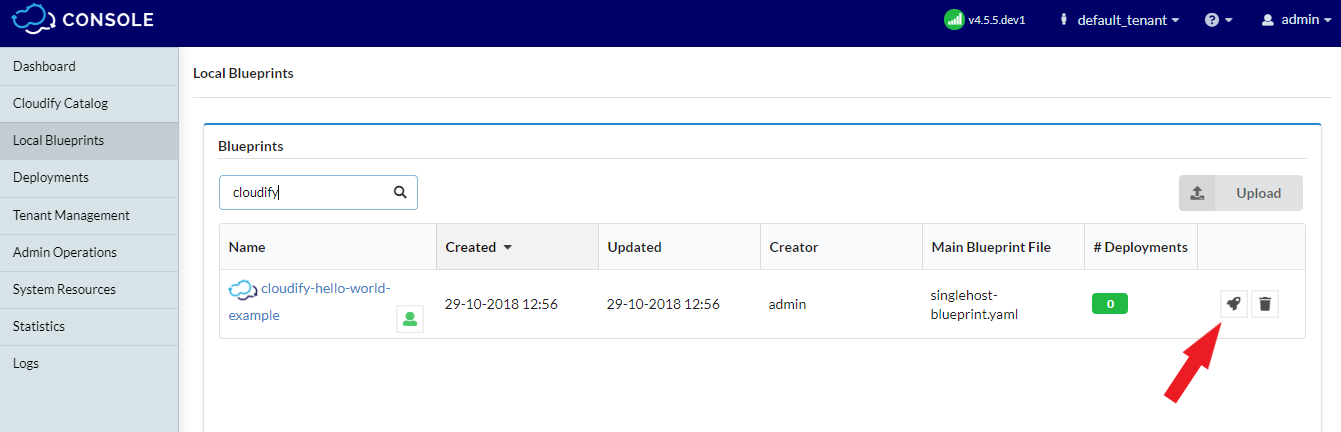 CONSOLE
v4.5.5.dev1
default_tenant
?
admin
Dashboard
Cloudify Catalog
Local Blueprints
Deployments
Tenant Management
Admin Operations
System Resources
Statistics
Logs
Local Blueprints
Blueprints
cloudify
Upload
Name
Created
Updated
Creator
Main Blueprint File
# Deployments
cloudify-hello-world-
example
29-10-2018 12:56
29-10-2018 12:56
admin
singlehost-
blueprint.yaml
0